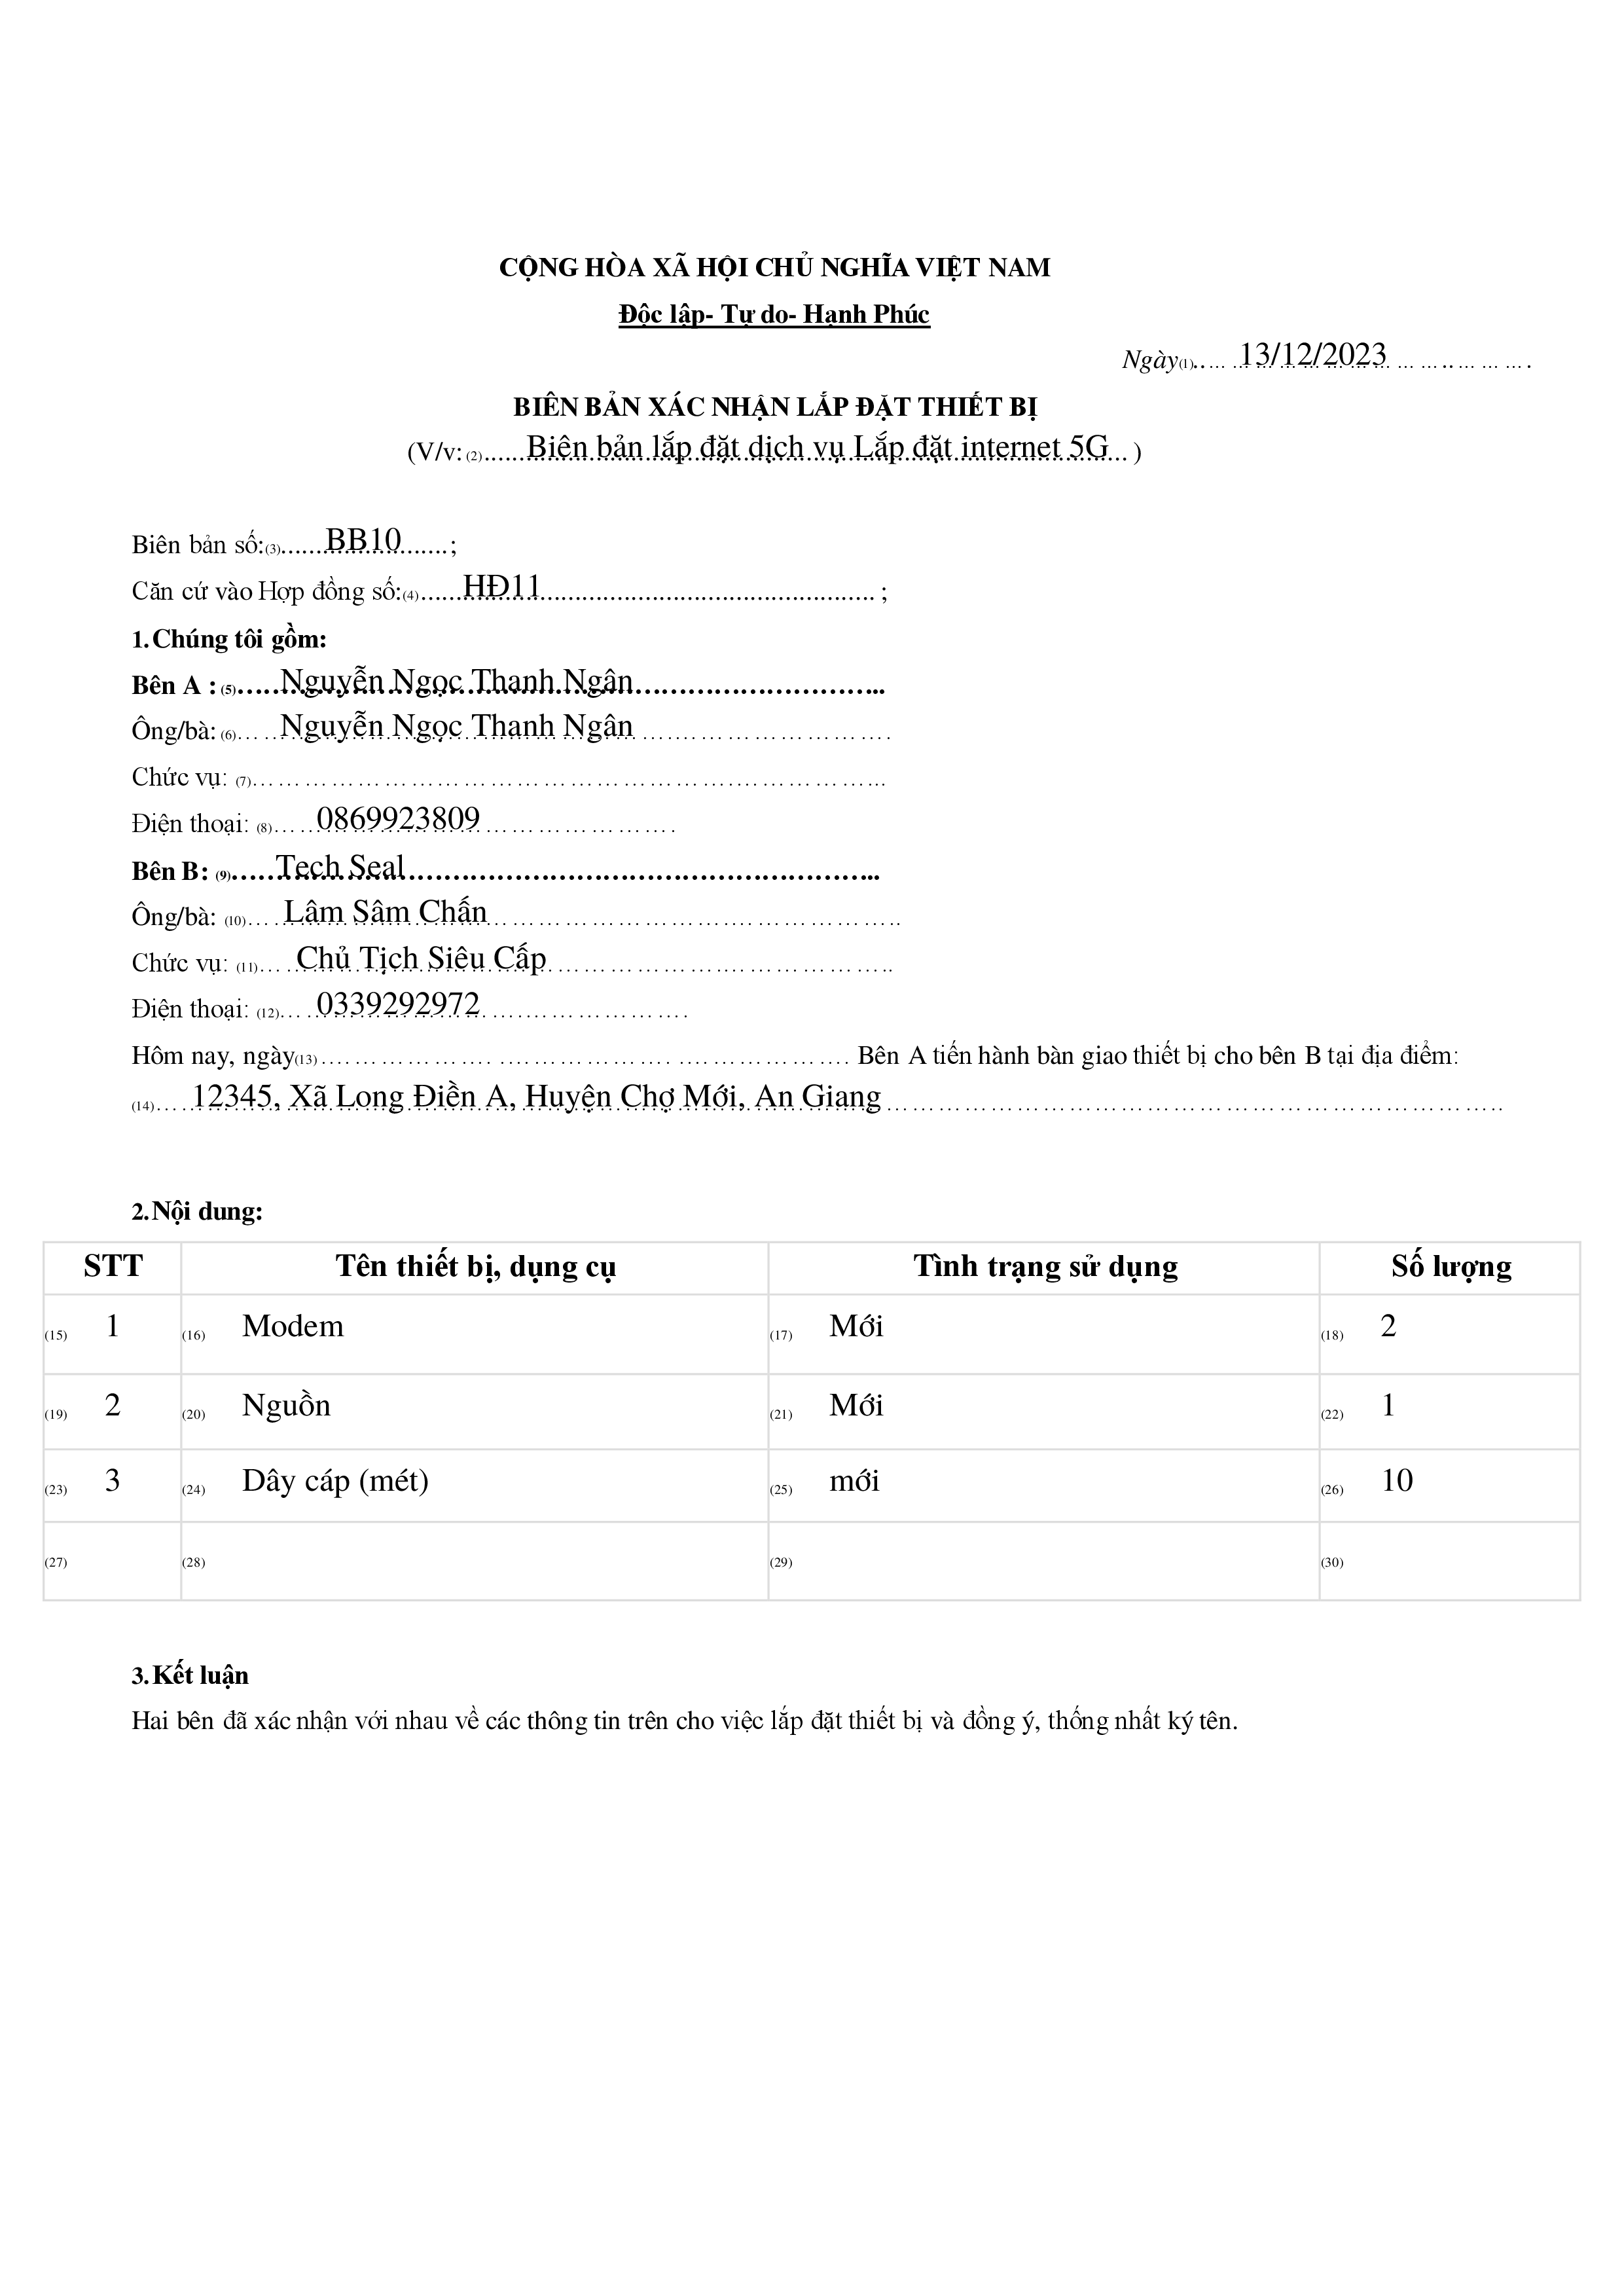 CỘNG HÒA XÃ HỘI CHỦ NGHĨA VIỆT NAM
Độc lập- Tự do- Hạnh Phúc
Ngày(1)..… 13/12/2023 ………..………
BIÊN BẢN XÁC NHẬN LẮP ĐẶT THIẾT BỊ
(V/v: (2)...... Biên bản lắp đặt dịch vụ Lắp đặt internet 5G ... )
Biên bản số:(3)...... BB10 ......;
Căn cứ vào Hợp đồng số:(4)...... HĐ11 ...... ;
1. Chúng tôi gồm:
Bên A : (5)…… Nguyễn Ngọc Thanh Ngân ……………..
Ông/bà: (6)…… Nguyễn Ngọc Thanh Ngân ……………….
Chức vụ: (7)……………………………………………...
Điện thoại: (8)…… 0869923809 ……………….
Bên B: (9)…… Tech Seal ……………………………..
Ông/bà: (10)…… Lâm Sâm Chấn ……………………..
Chức vụ: (11)…… Chủ Tịch Siêu Cấp ……………………..
Điện thoại: (12)…… 0339292972 ……………….
Hôm nay, ngày(13)……………………………………. Bên A tiến hành bàn giao thiết bị cho bên B tại địa điểm:
(14)…… 12345, Xã Long Điền A, Huyện Chợ Mới, An Giang ……………………………..
2. Nội dung:
STT Tên thiết bị, dụng cụ Tình trạng sử dụng Số lượng
(15) 1 (16) Modem (17) Mới (18) 2
(19) 2 (20) Nguồn (21) Mới (22) 1
(23) 3 (24) Dây cáp (mét) (25) mới (26) 10
(27) (28) (29) (30)
3. Kết luận
Hai bên đã xác nhận với nhau về các thông tin trên cho việc lắp đặt thiết bị và đồng ý, thống nhất ký tên.